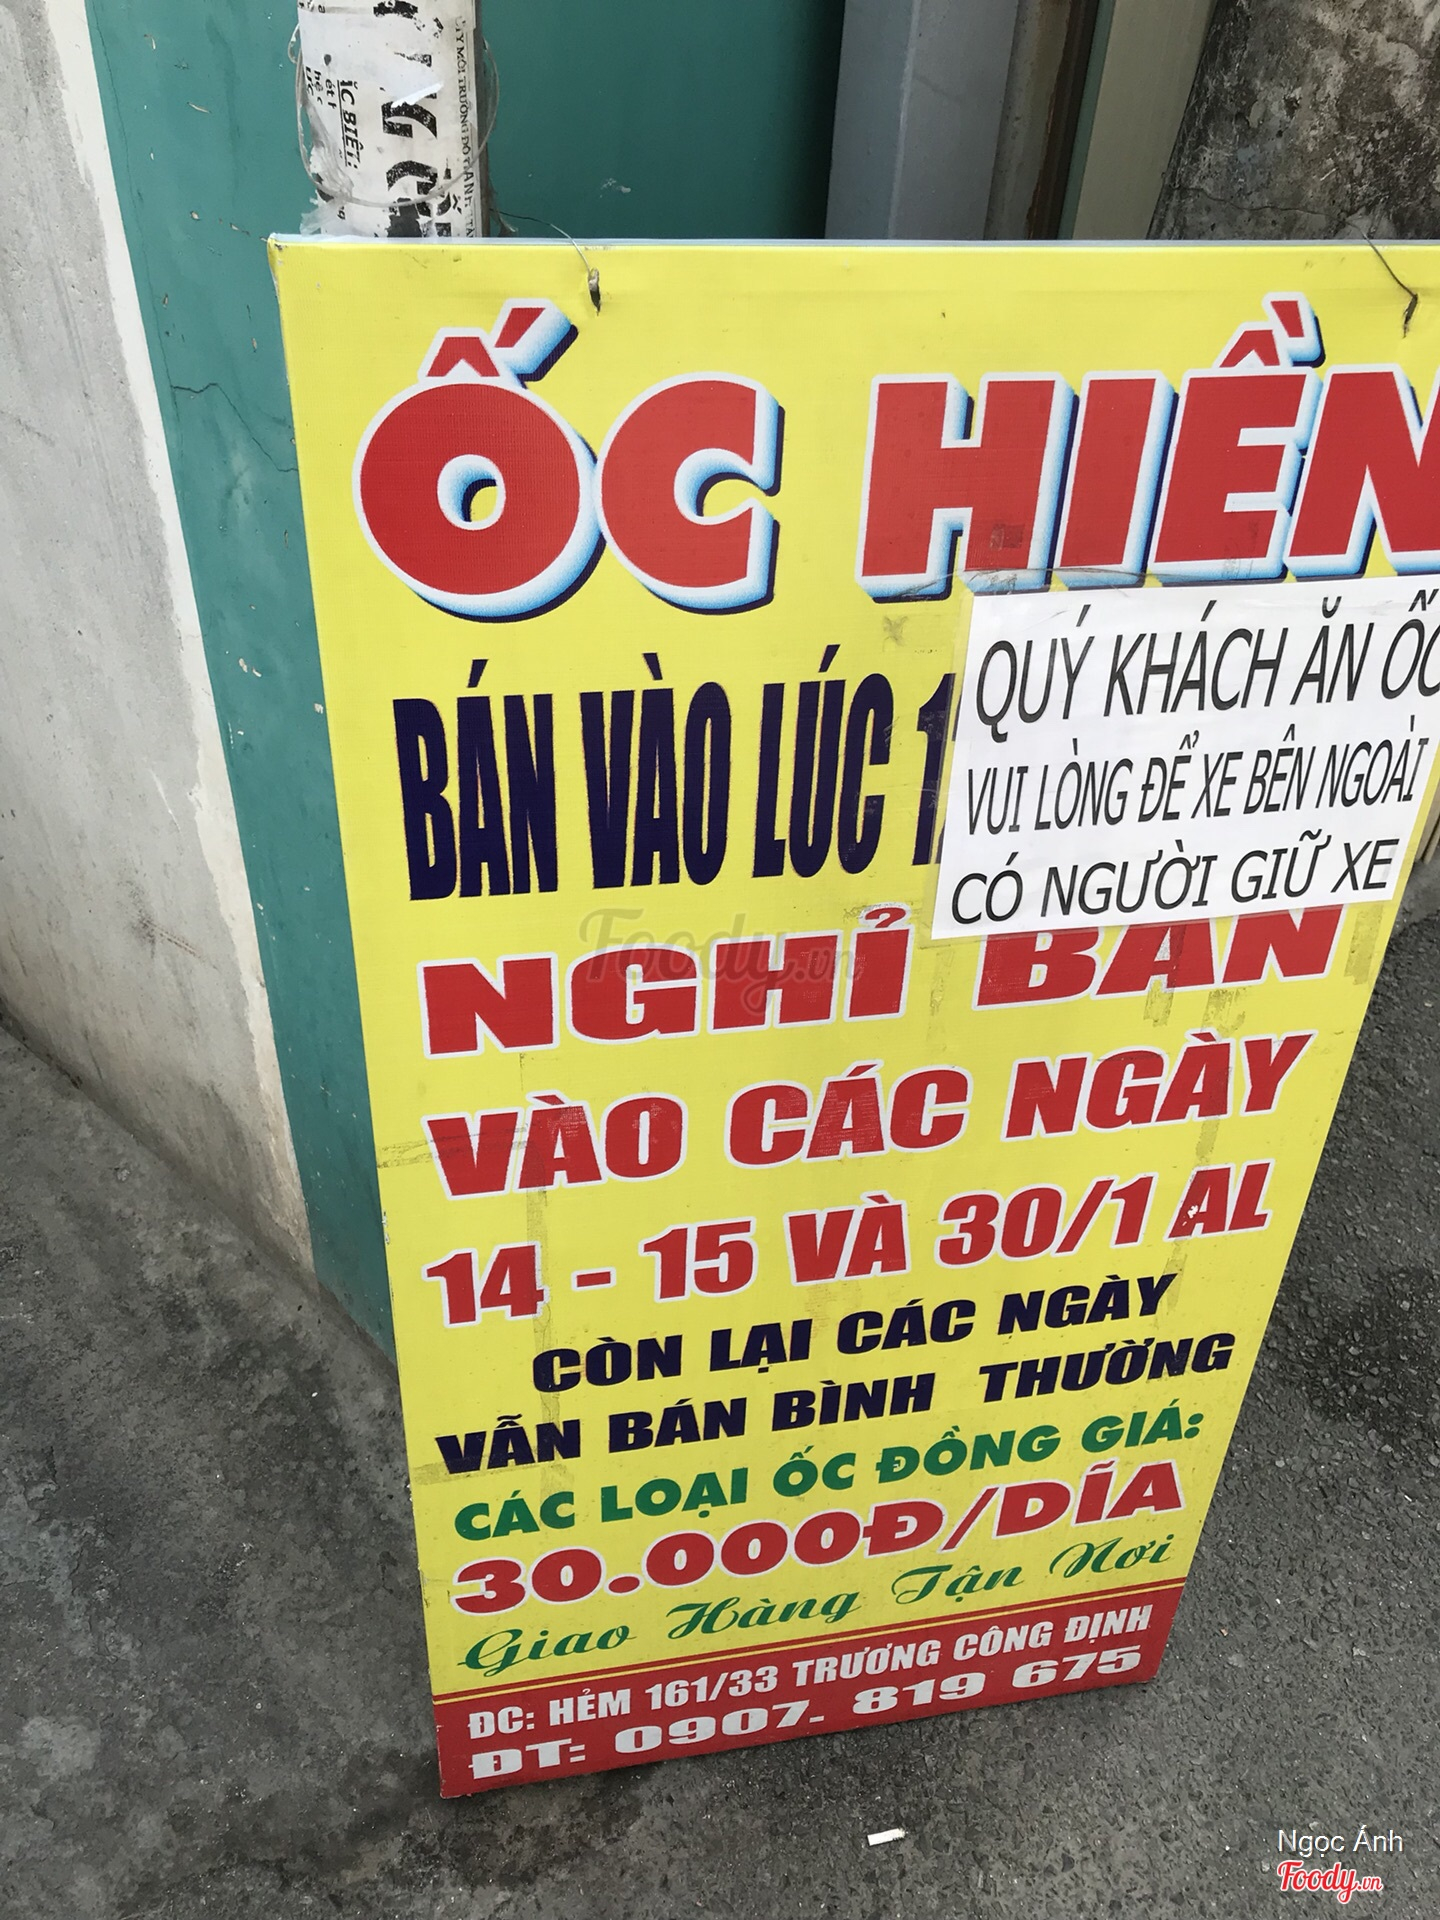 ỐC HIỀN
BÁN VÀO LÚC
QUÝ KHÁCH ĂN ỐC
VUI LÒNG ĐỂ XE BÊN NGOÀI
CÓ NGƯỜI GIỮ XE
NGHỈ BÁN
VÀO CÁC NGÀY
14 - 15 VÀ 30/1 AL
CÒN LẠI CÁC NGÀY
VẪN BÁN BÌNH THƯỜNG
CÁC LOẠI ỐC ĐỒNG GIÁ:
30.000Đ/DĨA
Giao Hàng Tận Nơi
ĐC: HẺM 161/33 TRƯƠNG CÔNG ĐỊNH
ĐT: 0907. 819 675
Foody.vn
Ngọc Ánh
Foody.vn